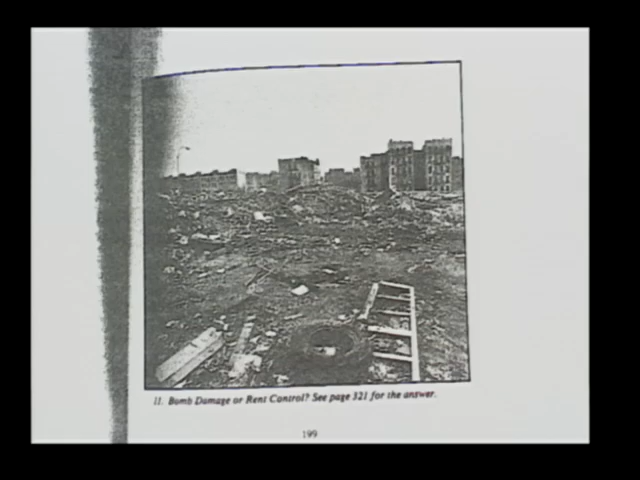 11. Bomb Damage or Rent Control? See page 321 for the answer.
199